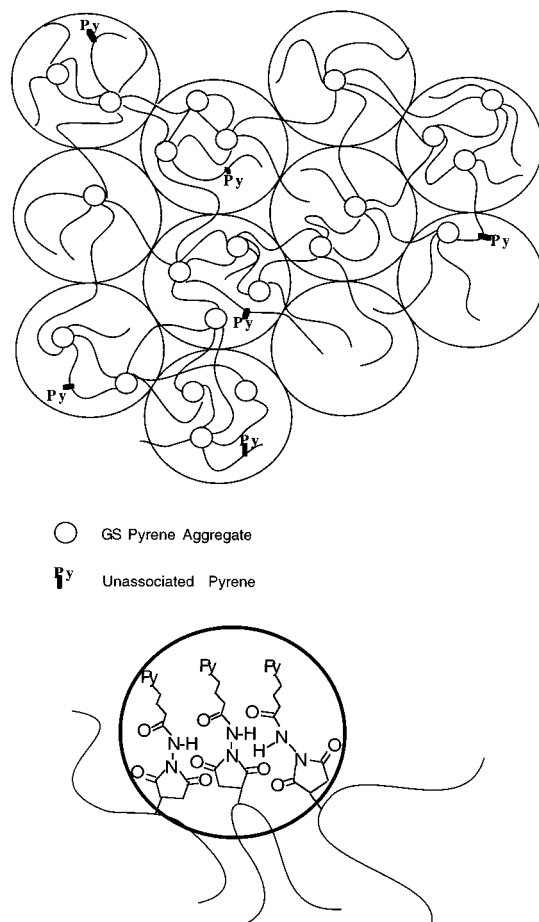 Py
Py
Py
Py
Py
Py
GS Pyrene Aggregate
Py
Unassociated Pyrene
Py Py Py
O O O
N-H N-H H N
N N N
O O O O O O